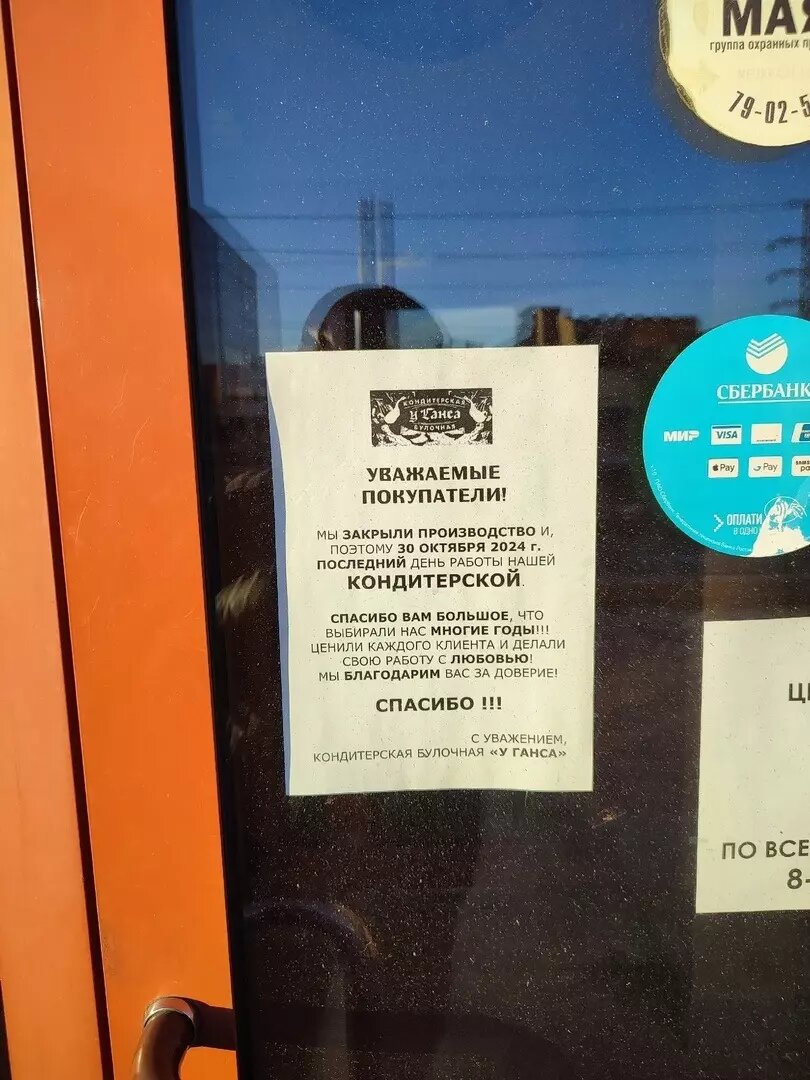 группа охранных
79-02-5
КОНДИТЕРСКАЯ
У Ганса
БУЛОЧНАЯ
УВАЖАЕМЫЕ
ПОКУПАТЕЛИ!
МЫ ЗАКРЫЛИ ПРОИЗВОДСТВО И,
ПОЭТОМУ 30 ОКТЯБРЯ 2024 г.
ПОСЛЕДНИЙ ДЕНЬ РАБОТЫ НАШЕЙ
КОНДИТЕРСКОЙ.
СПАСИБО ВАМ БОЛЬШОЕ, ЧТО
ВЫБИРАЛИ НАС МНОГИЕ ГОДЫ!!!
ЦЕНИЛИ КАЖДОГО КЛИЕНТА И ДЕЛАЛИ
СВОЮ РАБОТУ С ЛЮБОВЬЮ!
МЫ БЛАГОДАРИМ ВАС ЗА ДОВЕРИЕ!
СПАСИБО !!!
С УВАЖЕНИЕМ,
КОНДИТЕРСКАЯ БУЛОЧНАЯ «У ГАНСА»
СБЕРБАНК
МИР VISA
Pay G Pay
ОПЛАТИ
В ОДНО
ПО ВСЕ
8-